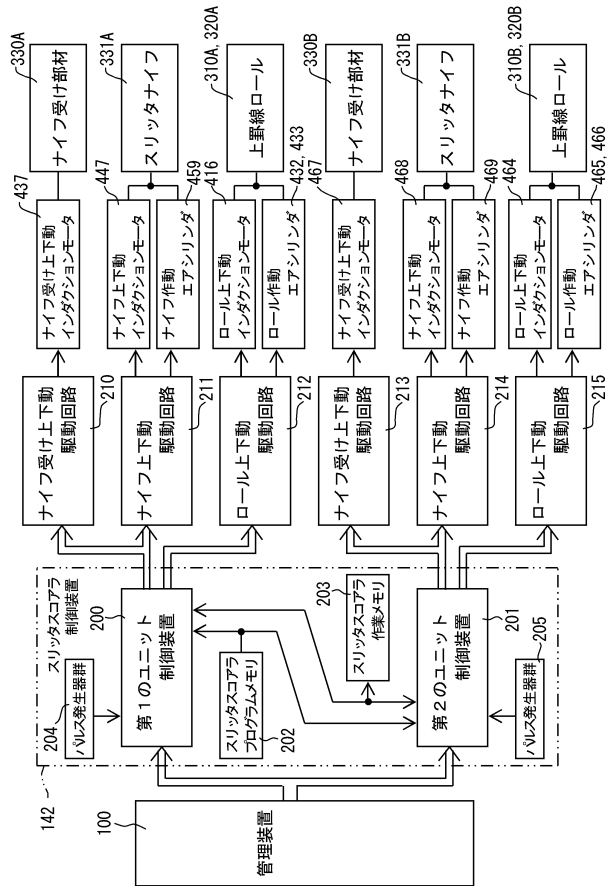 100
管理装置
142
204
パルス発生器群
スリッタスコアラ
制御装置
200
第1のユニット
制御装置
スリッタスコアラ
プログラムメモリ
202
203
スリッタスコアラ
作業メモリ
第2のユニット
制御装置
201
パルス発生器群
205
ナイフ受け上下動
駆動回路
210
ナイフ上下動
駆動回路
211
ロール上下動
駆動回路
212
ナイフ受け上下動
駆動回路
213
ナイフ上下動
駆動回路
214
ロール上下動
駆動回路
215
437
ナイフ受け上下動
インダクションモータ
447
ナイフ上下動
インダクションモータ
459
ナイフ作動
エアシリンダ
416
ロール上下動
インダクションモータ
432, 433
ロール作動
エアシリンダ
467
ナイフ受け上下動
インダクションモータ
468
ナイフ上下動
インダクションモータ
469
ナイフ作動
エアシリンダ
464
ロール上下動
インダクションモータ
465, 466
ロール作動
エアシリンダ
330A
ナイフ受け部材
331A
スリッタナイフ
310A, 320A
上罫線ロール
330B
ナイフ受け部材
331B
スリッタナイフ
310B, 320B
上罫線ロール